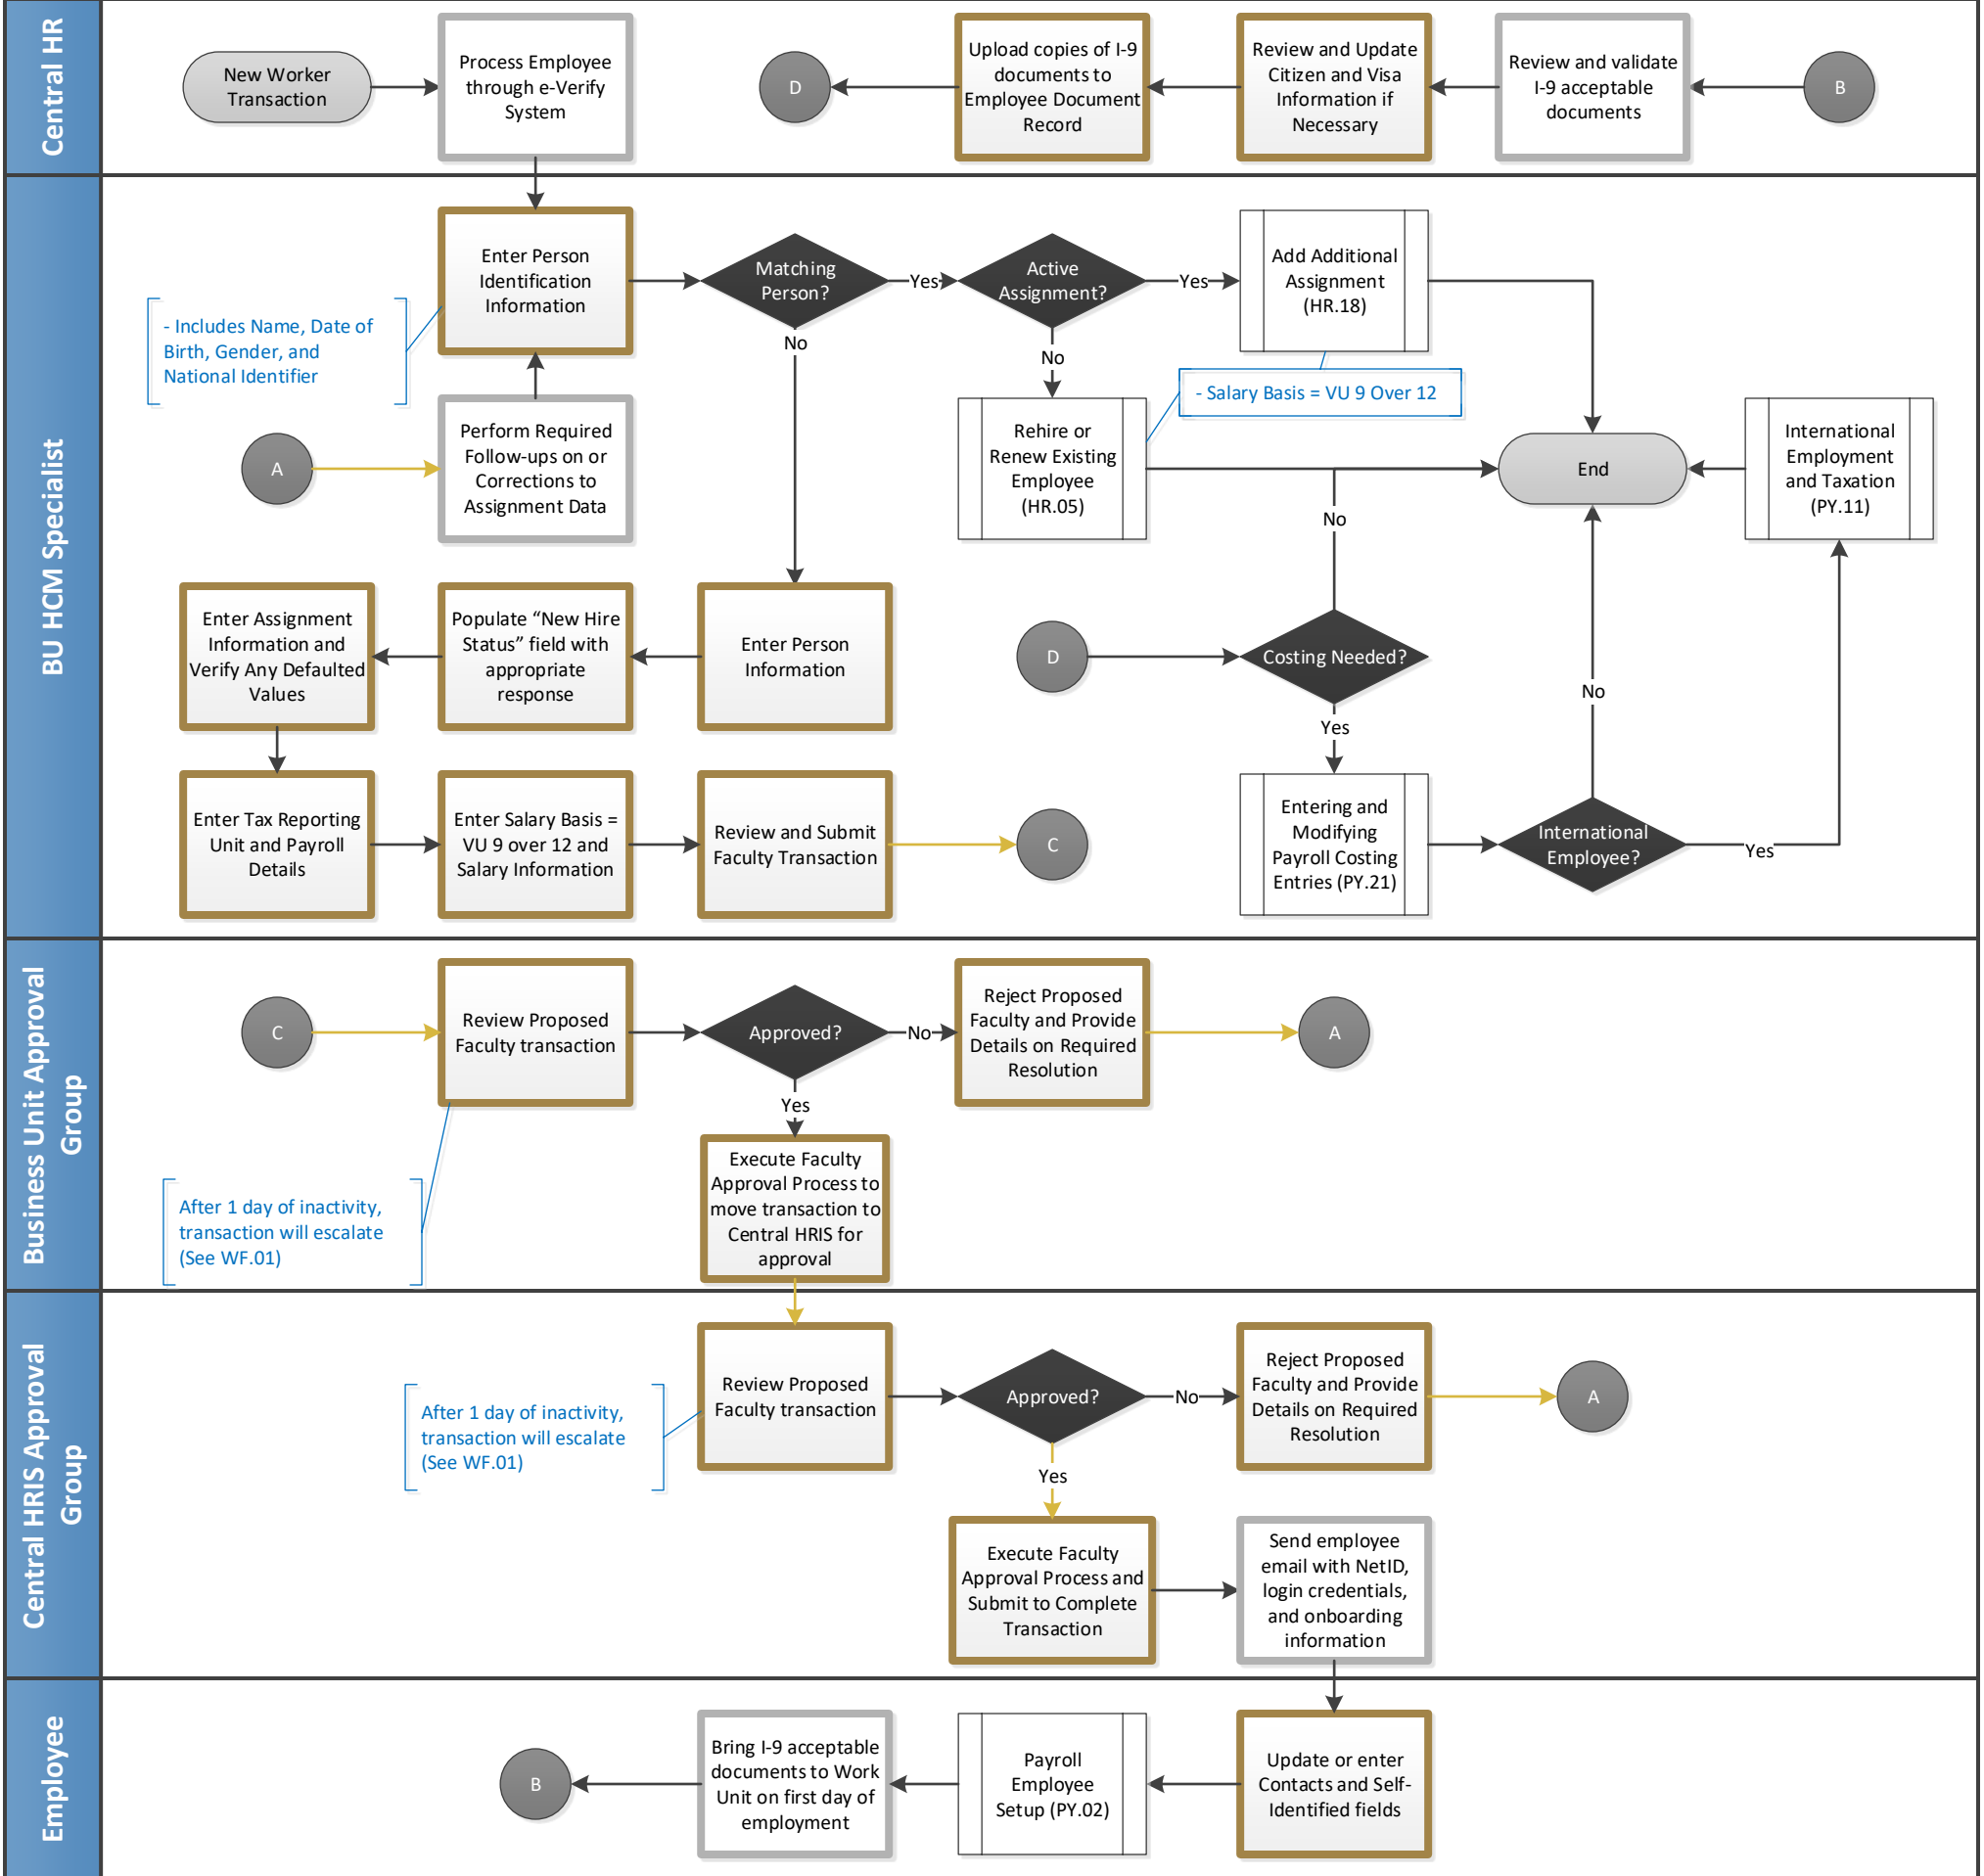 Central HR
New Worker
Transaction
Process Employee
through e-Verify
System
D
Upload copies of I-9
documents to
Employee Document
Record
Review and Update
Citizen and Visa
Information if
Necessary
Review and validate
I-9 acceptable
documents
B
BU HCM Specialist
Enter Person
Identification
Information
Matching
Person?
Yes
Active
Assignment?
Yes
Add Additional
Assignment
(HR.18)
- Includes Name, Date of
Birth, Gender, and
National Identifier
No
No
- Salary Basis = VU 9 Over 12
A
Perform Required
Follow-ups on or
Corrections to
Assignment Data
Rehire or
Renew Existing
Employee
(HR.05)
End
International
Employment
and Taxation
(PY.11)
No
Enter Assignment
Information and
Verify Any Defaulted
Values
Populate “New Hire
Status” field with
appropriate
response
Enter Person
Information
D
Costing Needed?
No
Yes
Enter Tax Reporting
Unit and Payroll
Details
Enter Salary Basis =
VU 9 over 12 and
Salary Information
Review and Submit
Faculty Transaction
C
Entering and
Modifying
Payroll Costing
Entries (PY.21)
International
Employee?
Yes
Business Unit Approval
Group
C
Review Proposed
Faculty transaction
Approved?
No
Reject Proposed
Faculty and Provide
Details on Required
Resolution
A
Yes
After 1 day of inactivity,
transaction will escalate
(See WF.01)
Execute Faculty
Approval Process to
move transaction to
Central HRIS for
approval
Central HRIS Approval
Group
After 1 day of inactivity,
transaction will escalate
(See WF.01)
Review Proposed
Faculty transaction
Approved?
No
Reject Proposed
Faculty and Provide
Details on Required
Resolution
A
Yes
Execute Faculty
Approval Process and
Submit to Complete
Transaction
Send employee
email with NetID,
login credentials,
and onboarding
information
Employee
B
Bring I-9 acceptable
documents to Work
Unit on first day of
employment
Payroll
Employee
Setup (PY.02)
Update or enter
Contacts and Self-
Identified fields